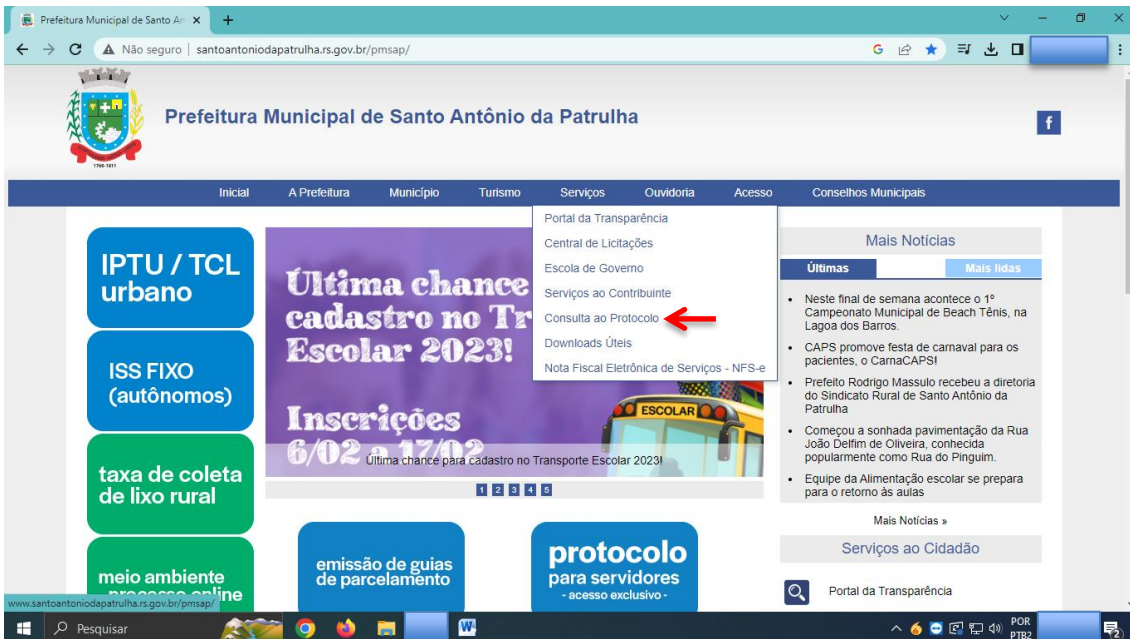 Prefeitura Municipal de Santo An
Não seguro | santoantoniodapatrulha.rs.gov.br/pmsap/
1760-1811
Prefeitura Municipal de Santo Antônio da Patrulha
f
Inicial A Prefeitura Município Turismo Serviços Ouvidoria Acesso Conselhos Municipais
Portal da Transparência
Central de Licitações
Escola de Governo
Serviços ao Contribuinte
Consulta ao Protocolo
Downloads Úteis
Nota Fiscal Eletrônica de Serviços - NFS-e
IPTU / TCL
urbano
ISS FIXO
(autônomos)
taxa de coleta
de lixo rural
meio ambiente
processo online
Última chance
cadastro no Tr
Escolar 2023!
Inscrições
6/02 a 17/02
ESCOLAR
Última chance para cadastro no Transporte Escolar 2023!
1 2 3 4 5
emissão de guias
de parcelamento
protocolo
para servidores
- acesso exclusivo -
Mais Notícias
Últimas Mais lidas
Neste final de semana acontece o 1º
Campeonato Municipal de Beach Tênis, na
Lagoa dos Barros.
CAPS promove festa de carnaval para os
pacientes, o CarnaCAPS!
Prefeito Rodrigo Massulo recebeu a diretoria
do Sindicato Rural de Santo Antônio da
Patrulha
Começou a sonhada pavimentação da Rua
João Delfim de Oliveira, conhecida
popularmente como Rua do Pinguim.
Equipe da Alimentação escolar se prepara
para o retorno às aulas
Mais Notícias »
Serviços ao Cidadão
Portal da Transparência
www.santoantoniodapatrulha.rs.gov.br/pmsap/
Pesquisar
POR
PTB2
2